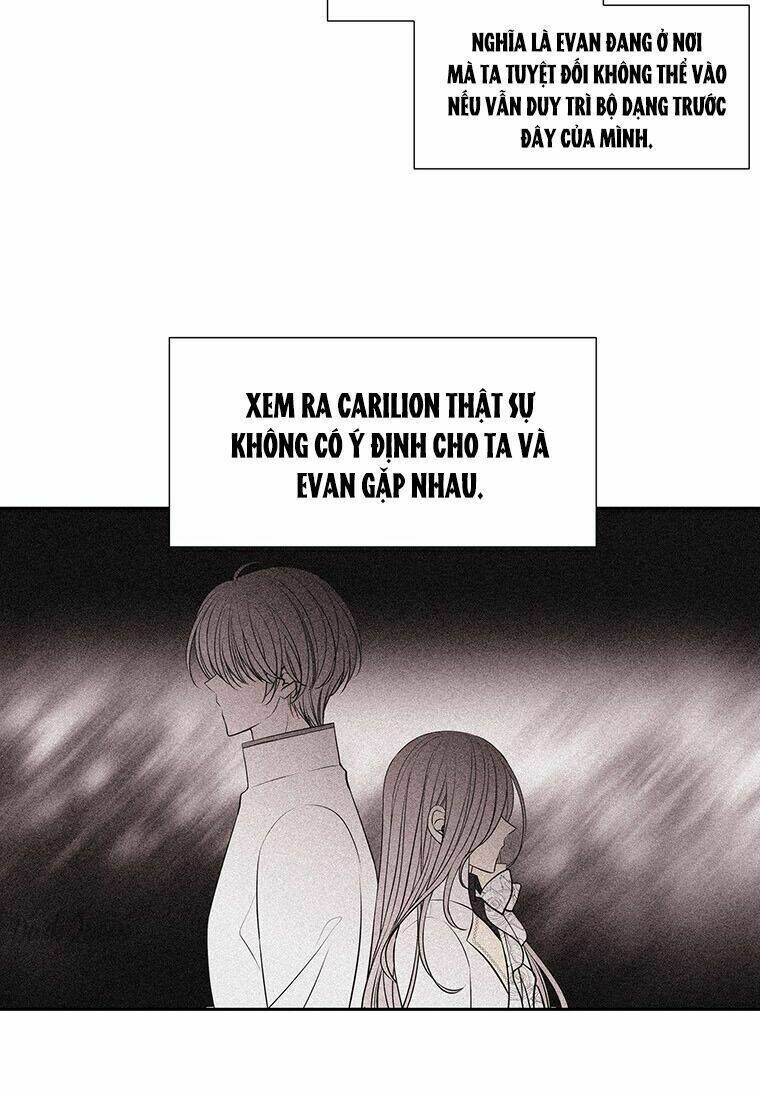 NGHĨA LÀ EVAN ĐANG Ở NƠI
MÀ TA TUYỆT ĐỐI KHÔNG THỂ VÀO
NẾU VẪN DUY TRÌ BỘ DẠNG TRƯỚC
ĐÂY CỦA MÌNH.
XEM RA CARILION THẬT SỰ
KHÔNG CÓ Ý ĐỊNH CHO TA VÀ
EVAN GẶP NHAU.